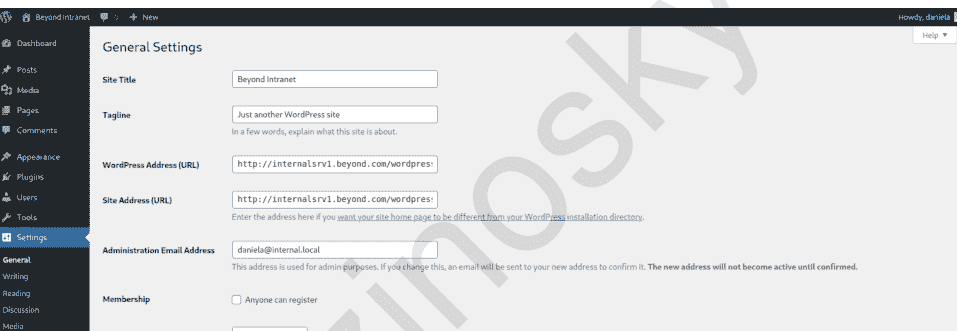 Beyond Intranet New Howdy, daniela
Help ▼
Dashboard
Posts
Media
Pages
Comments
Appearance
Plugins
Users
Tools
Settings
General
Writing
Reading
Discussion
Media
General Settings
Site Title Beyond Intranet
Tagline Just another WordPress site
In a few words, explain what this site is about.
WordPress Address (URL) http://internalsrv1.beyond.com/wordpres
Site Address (URL) http://internalsrv1.beyond.com/wordpres
Enter the address here if you want your site home page to be different from your WordPress installation directory.
Administration Email Address daniela@internal.local
This address is used for admin purposes. If you change this, an email will be sent to your new address to confirm it. The new address will not become active until confirmed.
Membership Anyone can register
zinosky